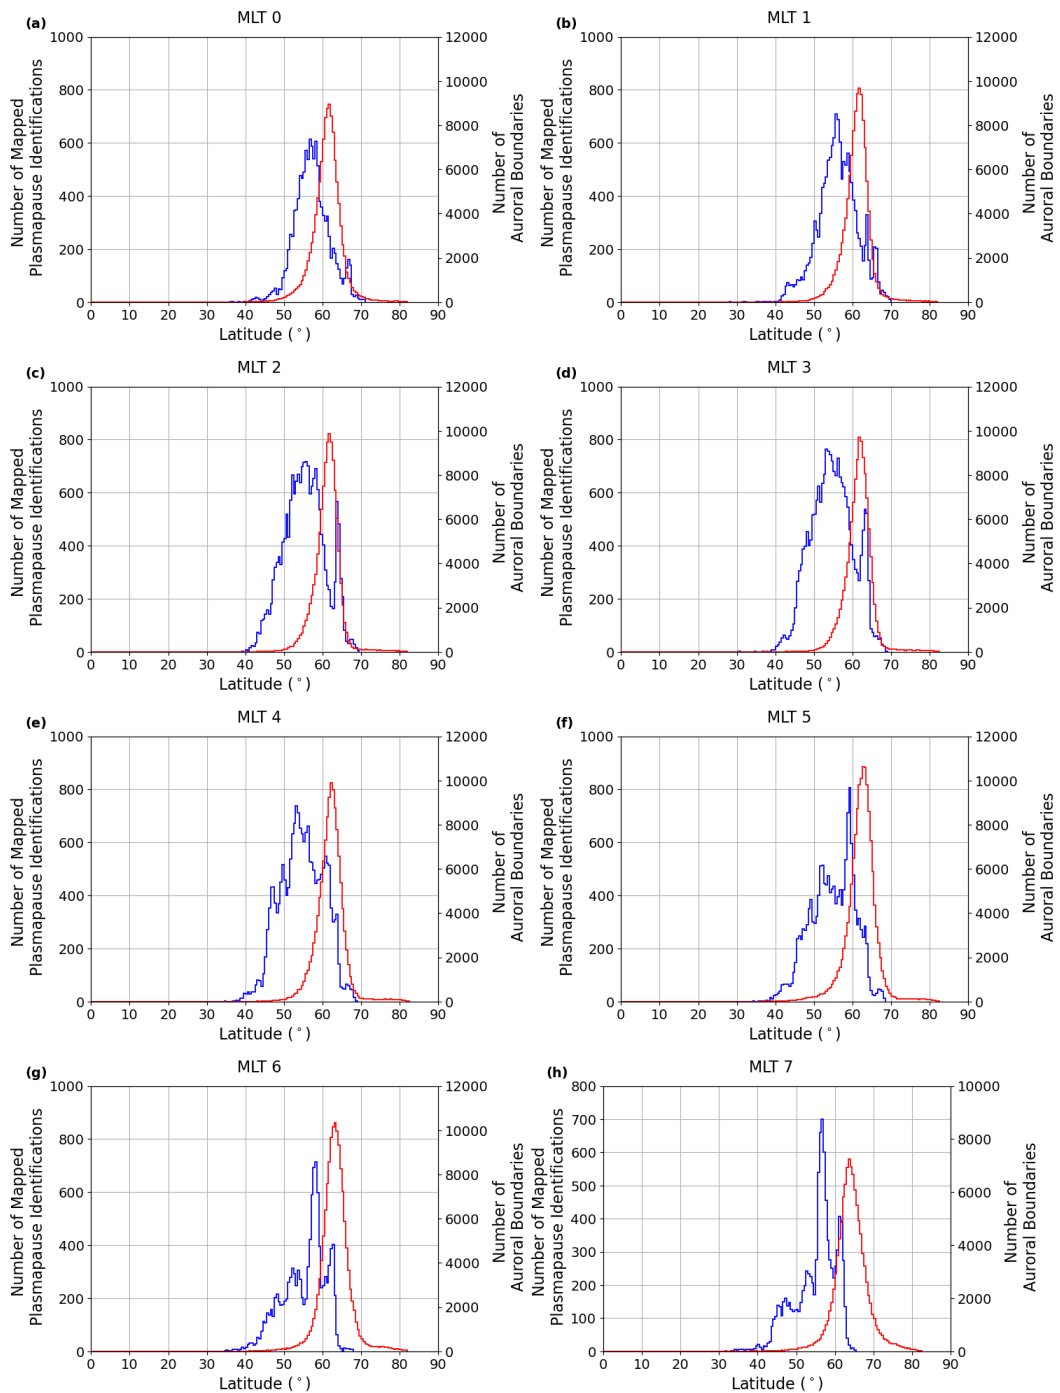 (a) MLT 0
Number of Mapped
Plasmapause Identifications
1000
800
600
400
200
0
12000
10000
8000
6000
4000
2000
0
Number of
Auroral Boundaries
0 10 20 30 40 50 60 70 80 90
Latitude (°)
(b) MLT 1
Number of Mapped
Plasmapause Identifications
1000
800
600
400
200
0
12000
10000
8000
6000
4000
2000
0
Number of
Auroral Boundaries
0 10 20 30 40 50 60 70 80 90
Latitude (°)
(c) MLT 2
Number of Mapped
Plasmapause Identifications
1000
800
600
400
200
0
12000
10000
8000
6000
4000
2000
0
Number of
Auroral Boundaries
0 10 20 30 40 50 60 70 80 90
Latitude (°)
(d) MLT 3
Number of Mapped
Plasmapause Identifications
1000
800
600
400
200
0
12000
10000
8000
6000
4000
2000
0
Number of
Auroral Boundaries
0 10 20 30 40 50 60 70 80 90
Latitude (°)
(e) MLT 4
Number of Mapped
Plasmapause Identifications
1000
800
600
400
200
0
12000
10000
8000
6000
4000
2000
0
Number of
Auroral Boundaries
0 10 20 30 40 50 60 70 80 90
Latitude (°)
(f) MLT 5
Number of Mapped
Plasmapause Identifications
1000
800
600
400
200
0
12000
10000
8000
6000
4000
2000
0
Number of
Auroral Boundaries
0 10 20 30 40 50 60 70 80 90
Latitude (°)
(g) MLT 6
Number of Mapped
Plasmapause Identifications
1000
800
600
400
200
0
12000
10000
8000
6000
4000
2000
0
Number of
Auroral Boundaries
0 10 20 30 40 50 60 70 80 90
Latitude (°)
(h) MLT 7
Number of Mapped
Plasmapause Identifications
800
700
600
500
400
300
200
100
0
10000
8000
6000
4000
2000
0
Number of
Auroral Boundaries
0 10 20 30 40 50 60 70 80 90
Latitude (°)